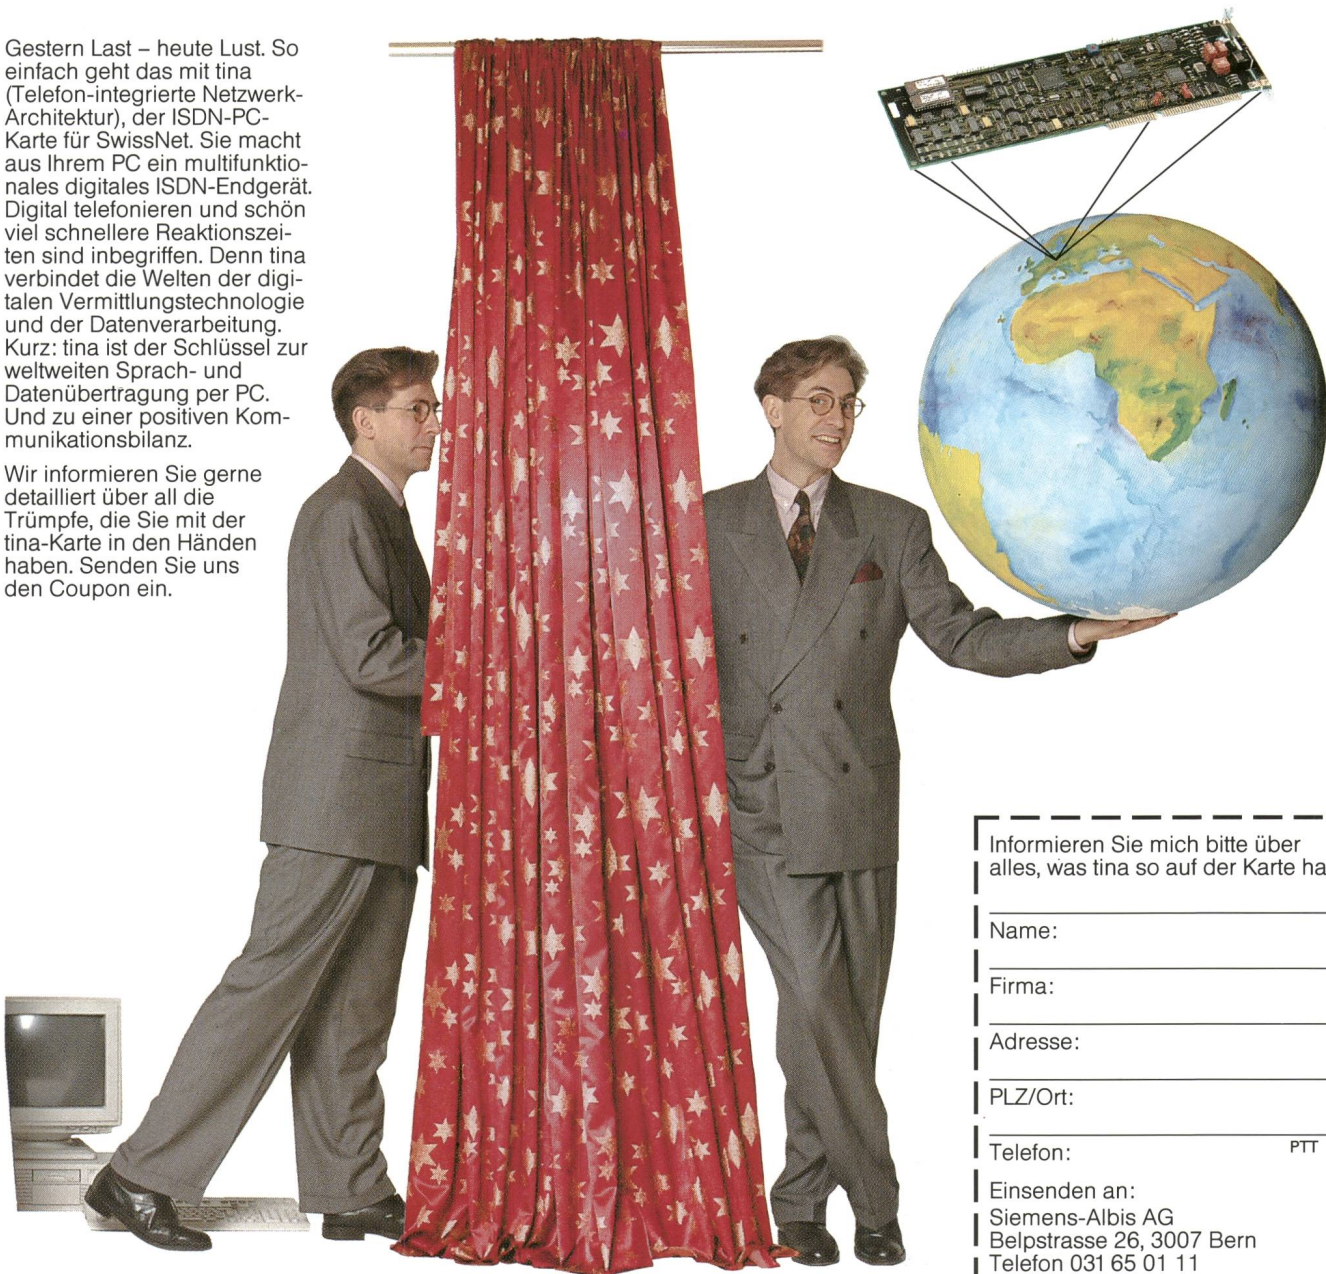 Gestern Last – heute Lust. So
einfach geht das mit tina
(Telefon-integrierte Netzwerk-
Architektur), der ISDN-PC-
Karte für SwissNet. Sie macht
aus Ihrem PC ein multifunktio-
nales digitales ISDN-Endgerät.
Digital telefonieren und schön
viel schnellere Reaktionszei-
ten sind inbegriffen. Denn tina
verbindet die Welten der digi-
talen Vermittlungstechnologie
und der Datenverarbeitung.
Kurz: tina ist der Schlüssel zur
weltweiten Sprach- und
Datenübertragung per PC.
Und zu einer positiven Kom-
munikationsbilanz.
Wir informieren Sie gerne
detailliert über all die
Trümpfe, die Sie mit der
tina-Karte in den Händen
haben. Senden Sie uns
den Coupon ein.
Informieren Sie mich bitte über
alles, was tina so auf der Karte ha
Name:
Firma:
Adresse:
PLZ/Ort:
Telefon: PTT
Einsenden an:
Siemens-Albis AG
Belpstrasse 26, 3007 Bern
Telefon 031 65 01 11